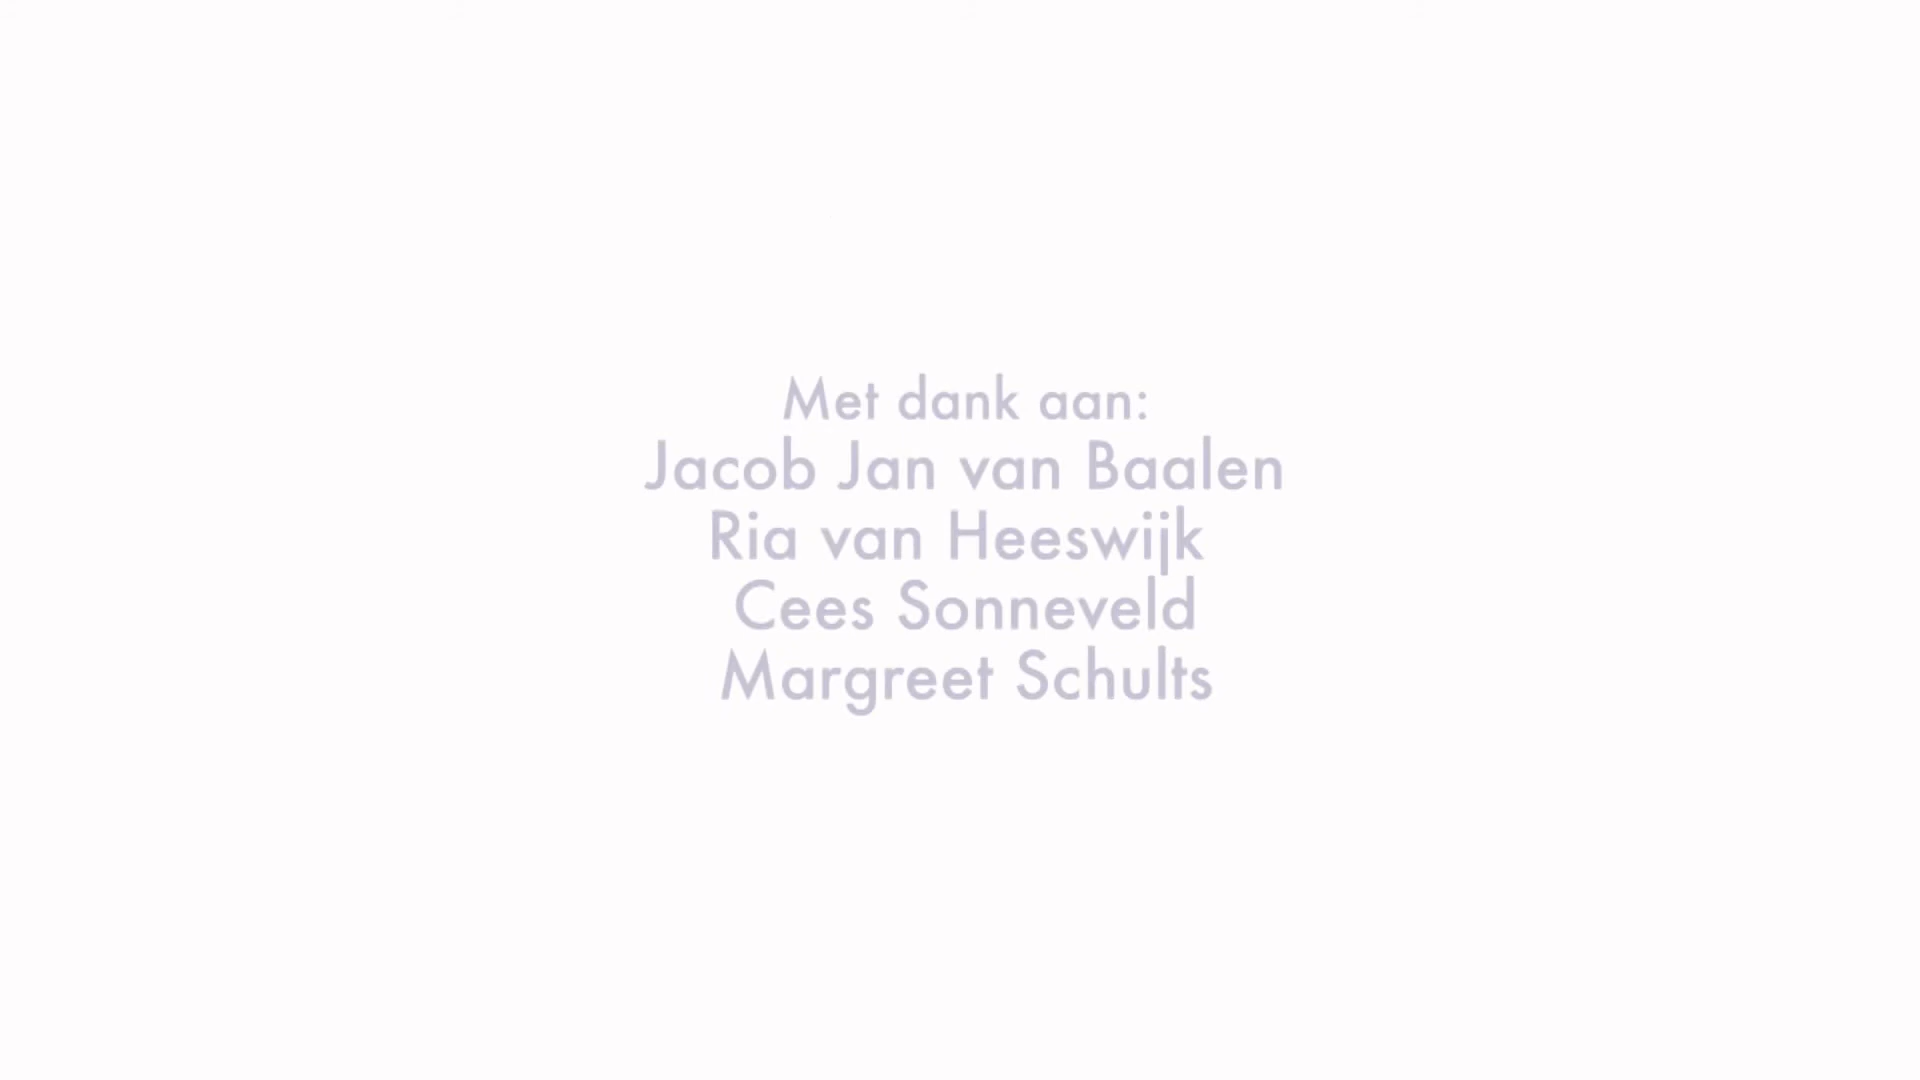 Met dank aan:
Jacob Jan van Baalen
Ria van Heeswijk
Cees Sonneveld
Margreet Schults